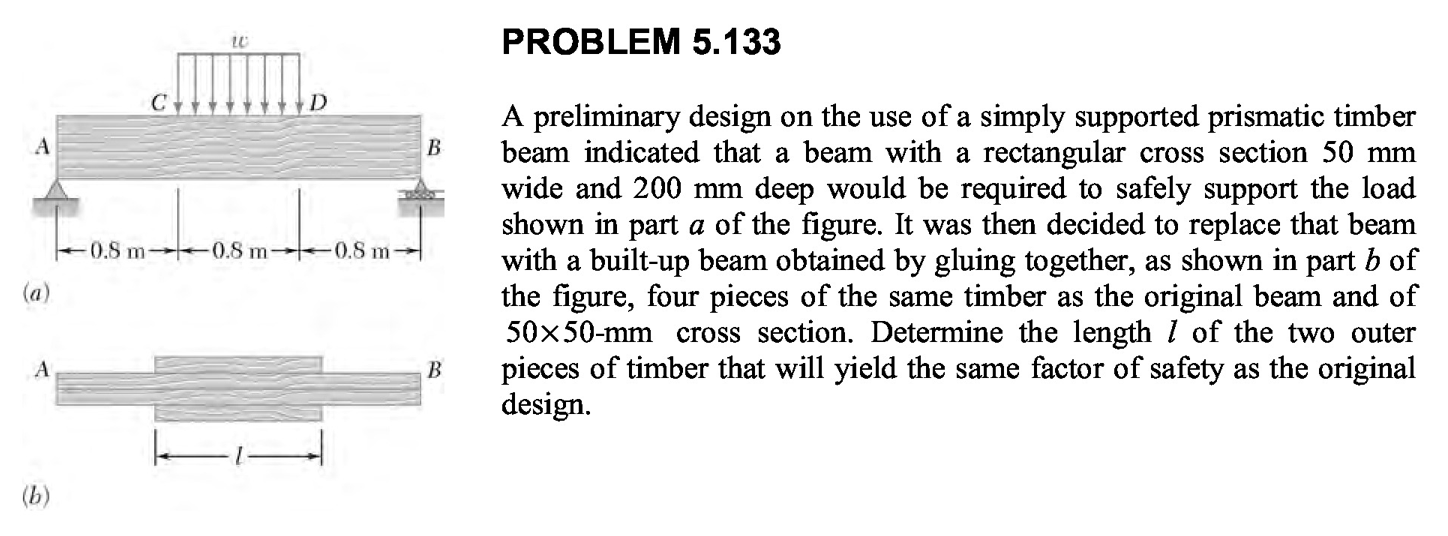 w
C
D
A
B
0.8 m
0.8 m
0.8 m
(a)
A
B
l
(b)
PROBLEM 5.133
A preliminary design on the use of a simply supported prismatic timber
beam indicated that a beam with a rectangular cross section 50 mm
wide and 200 mm deep would be required to safely support the load
shown in part a of the figure. It was then decided to replace that beam
with a built-up beam obtained by gluing together, as shown in part b of
the figure, four pieces of the same timber as the original beam and of
50×50-mm cross section. Determine the length l of the two outer
pieces of timber that will yield the same factor of safety as the original
design.